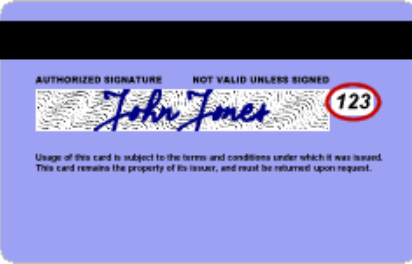 AUTHORIZED SIGNATURE NOT VALID UNLESS SIGNED
John Jones 123
Usage of this card is subject to the terms and conditions under which it was issued.
This card remains the property of its issuer, and must be returned upon request.